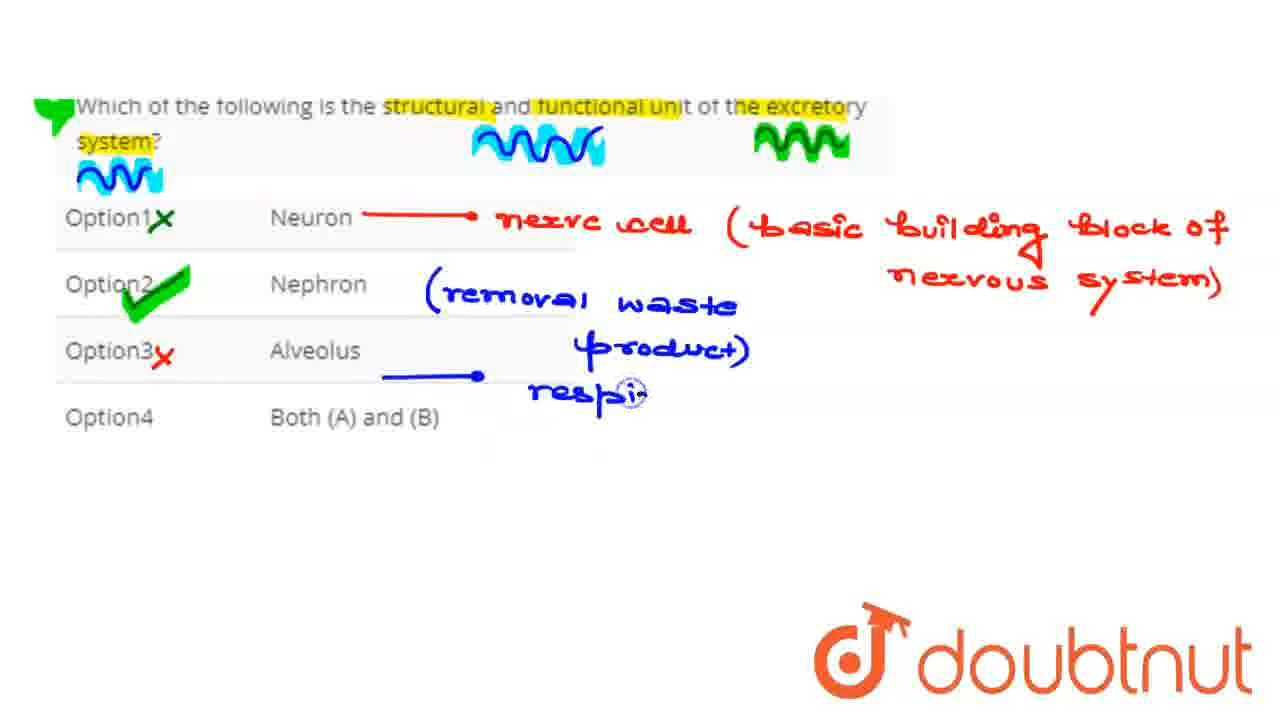 Which of the following is the structural and functional unit of the excretory
system?
Option1 Neuron nerve cell (basic building block of
nervous system)
Option2 Nephron (removal waste
product)
Option3 Alveolus
respi
Option4 Both (A) and (B)
doubtnut